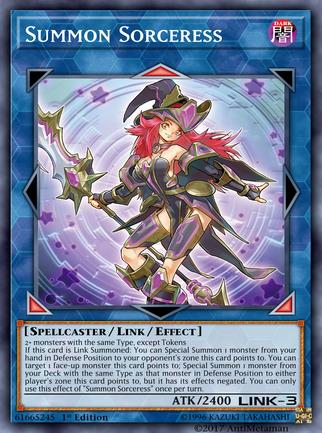 Summon Sorceress
DARK
闇
[Spellcaster / Link / Effect]
2+ monsters with the same Type, except Tokens
If this card is Link Summoned: You can Special Summon 1 monster from your
hand in Defense Position to your opponent's zone this card points to. You can
target 1 face-up monster this card points to; Special Summon 1 monster from
your Deck with the same Type as that monster in Defense Position to either
player's zone this card points to, but it has its effects negated. You can only
use this effect of "Summon Sorceress" once per turn.
ATK/2400 LINK-3
61665245 1st Edition ©1996 KAZUKI TAKAHASHI
©2017 AntiMetaman